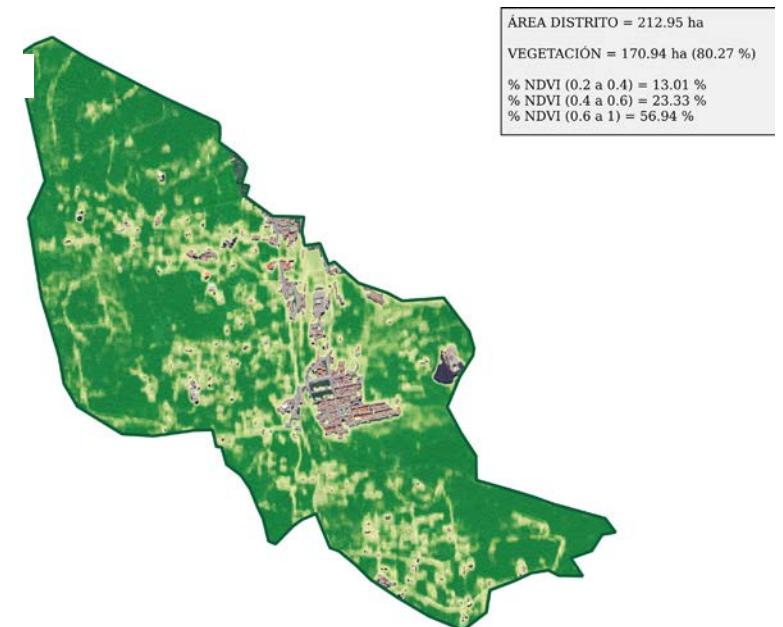 ÁREA DISTRITO = 212.95 ha
VEGETACIÓN = 170.94 ha (80.27 %)
% NDVI (0.2 a 0.4) = 13.01 %
% NDVI (0.4 a 0.6) = 23.33 %
% NDVI (0.6 a 1) = 56.94 %